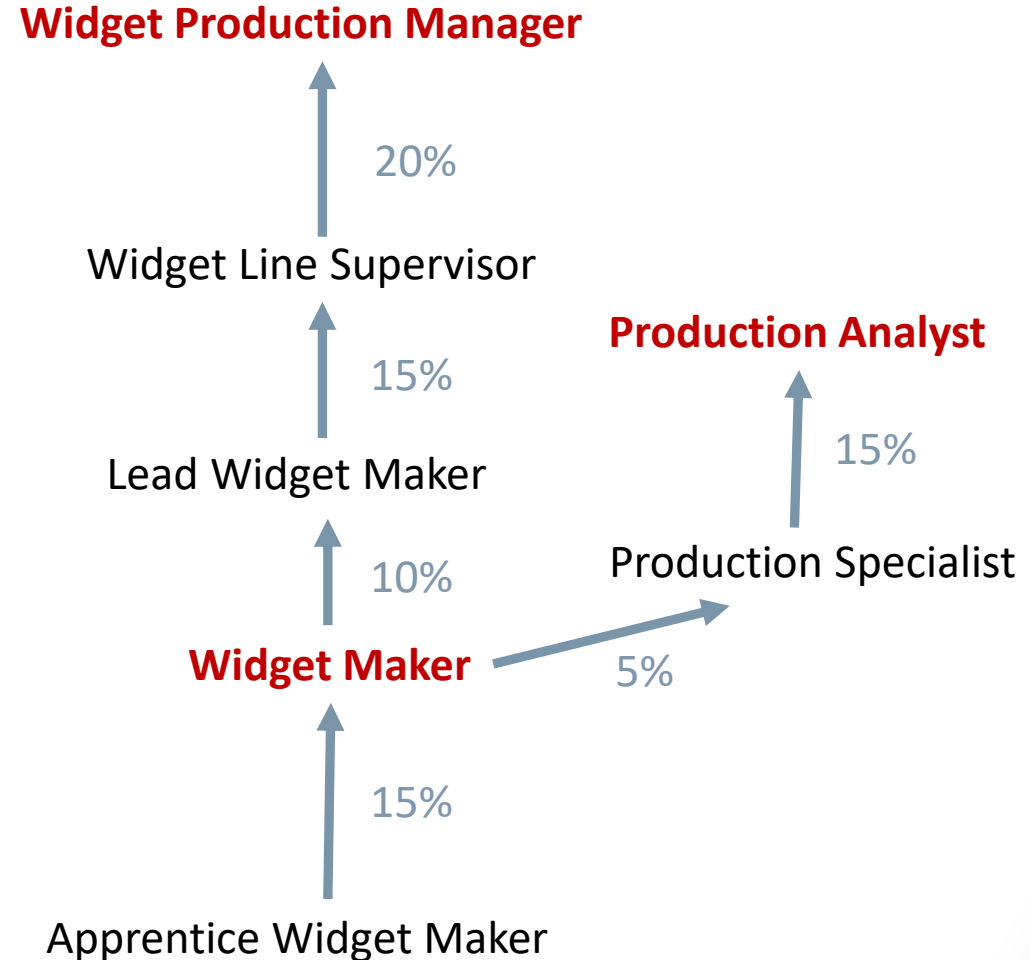 Widget Production Manager
20%
Widget Line Supervisor
Production Analyst
15%
15%
Lead Widget Maker
Production Specialist
10%
Widget Maker
5%
15%
Apprentice Widget Maker